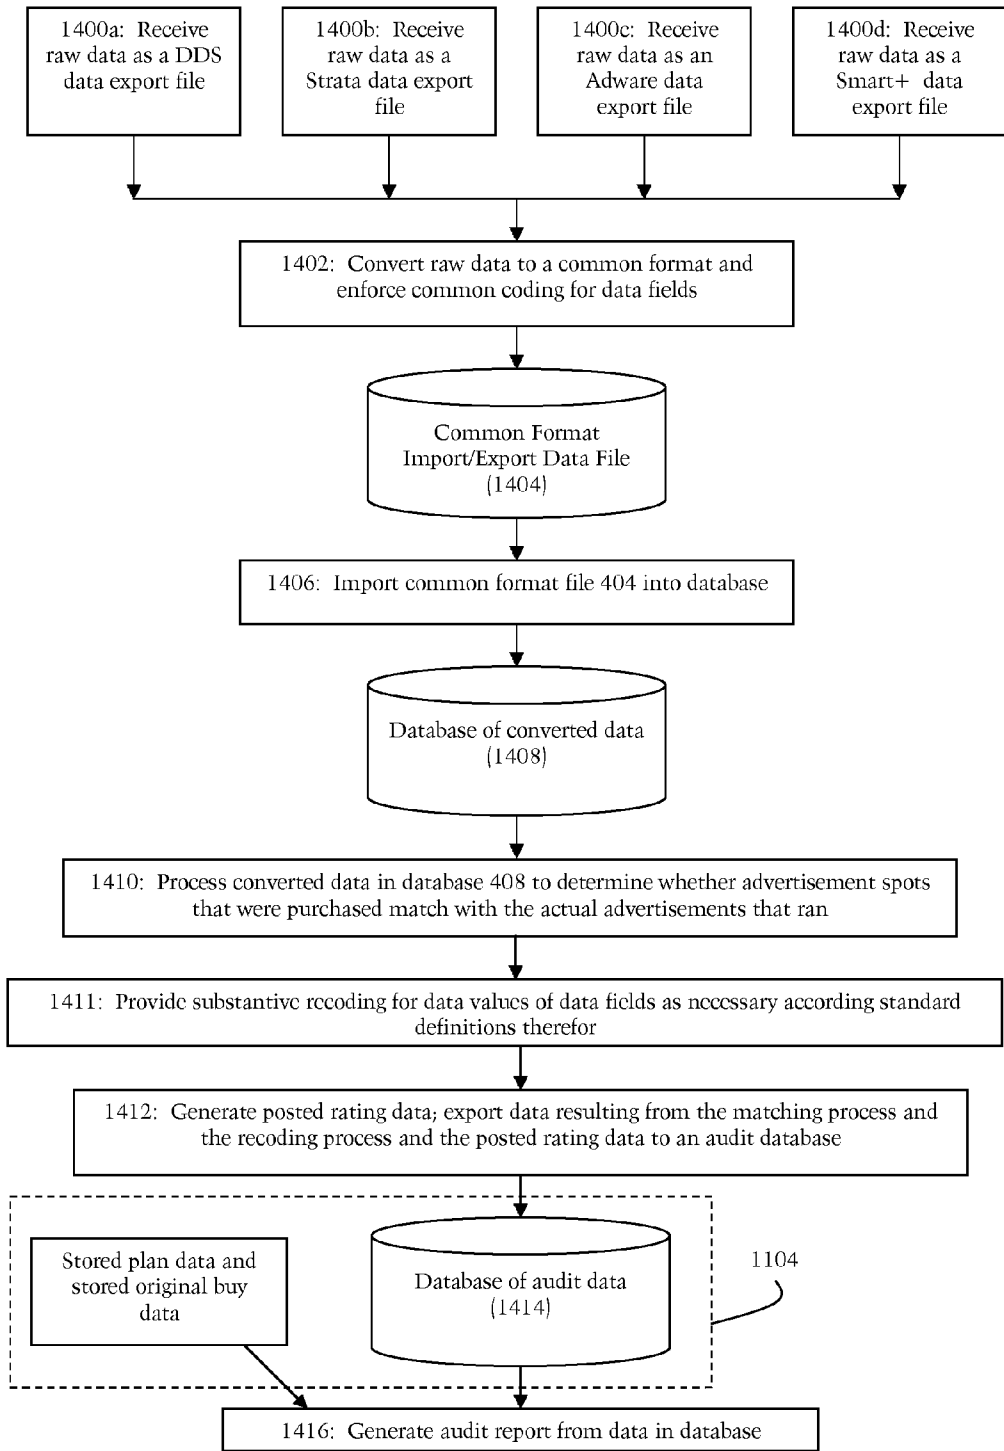 1400a: Receive
raw data as a DDS
data export file
1400b: Receive
raw data as a
Strata data export
file
1400c: Receive
raw data as an
Adware data
export file
1400d: Receive
raw data as a
Smart+ data
export file
1402: Convert raw data to a common format and
enforce common coding for data fields
Common Format
Import/Export Data File
(1404)
1406: Import common format file 404 into database
Database of converted data
(1408)
1410: Process converted data in database 408 to determine whether advertisement spots
that were purchased match with the actual advertisements that ran
1411: Provide substantive recoding for data values of data fields as necessary according standard
definitions therefor
1412: Generate posted rating data; export data resulting from the matching process and
the recoding process and the posted rating data to an audit database
Stored plan data and
stored original buy
data
Database of audit data
(1414)
1104
1416: Generate audit report from data in database